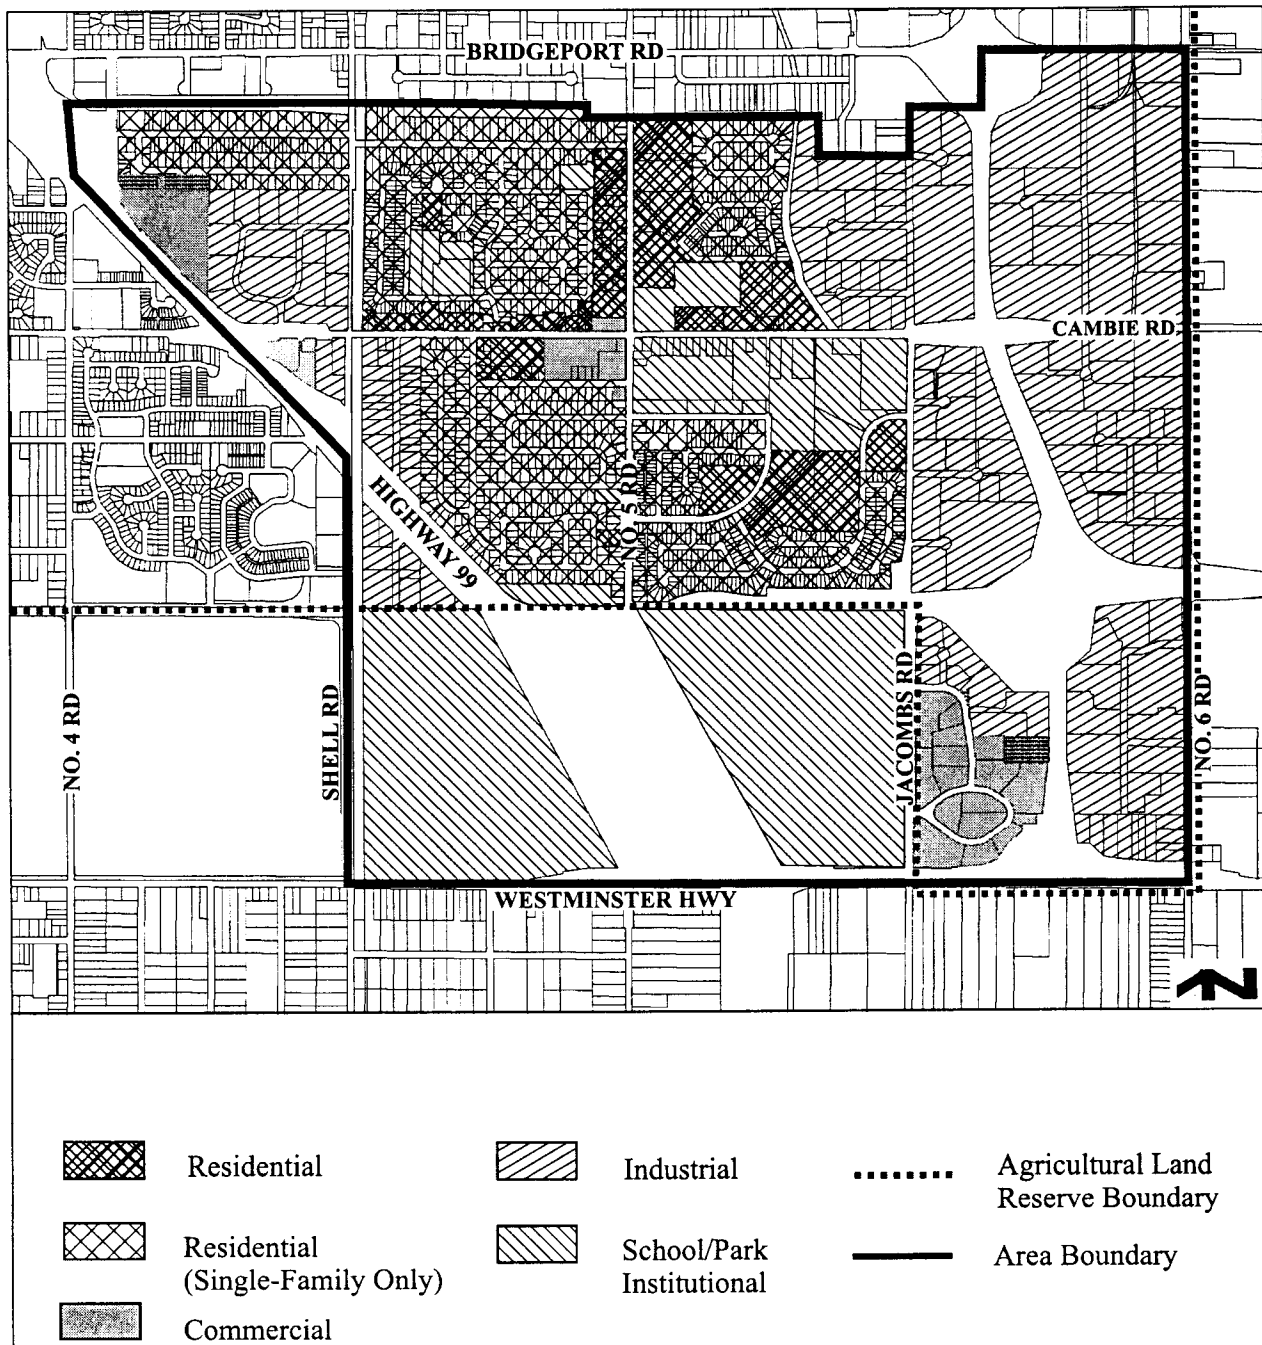 BRIDGEPORT RD
CAMBIE RD.
HIGHWAY 99
NO. 5 RD
NO. 4 RD
SHELL RD
JACOMBS RD
NO. 6 RD
WESTMINSTER HWY
N
Residential
Industrial
Agricultural Land
Reserve Boundary
Residential
(Single-Family Only)
School/Park
Institutional
Area Boundary
Commercial